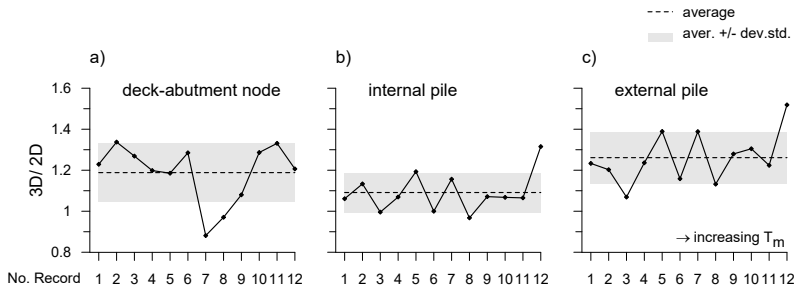 average
aver. +/- dev.std.
a)
b)
c)
deck-abutment node
internal pile
external pile
3D/ 2D
1.6
1.4
1.2
1
0.8
→ increasing Tm
No. Record 1 2 3 4 5 6 7 8 9 10 11 12
1 2 3 4 5 6 7 8 9 10 11 12
1 2 3 4 5 6 7 8 9 10 11 12